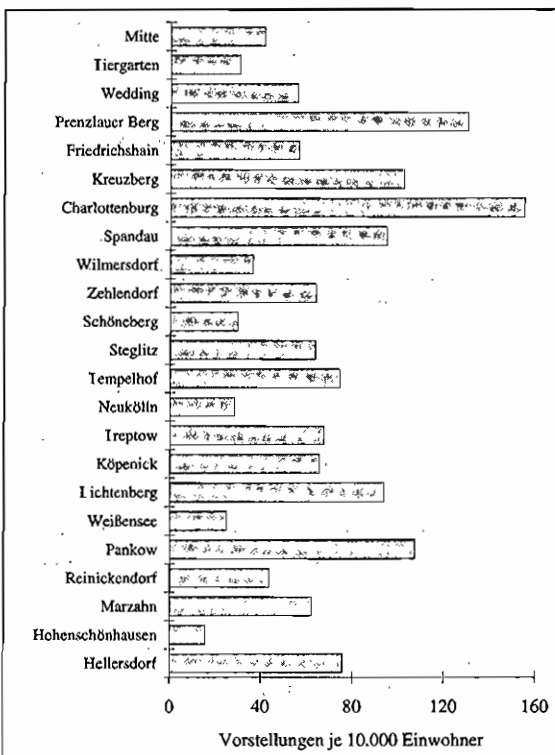 Mitte
Tiergarten
Wedding
Prenzlauer Berg
Friedrichshain
Kreuzberg
Charlottenburg
Spandau
Wilmersdorf
Zehlendorf
Schöneberg
Steglitz
Tempelhof
Neukölln
Treptow
Köpenick
Lichtenberg
Weißensee
Pankow
Reinickendorf
Marzahn
Hohenschönhausen
Hellersdorf
0 40 80 120 160
Vorstellungen je 10.000 Einwohner